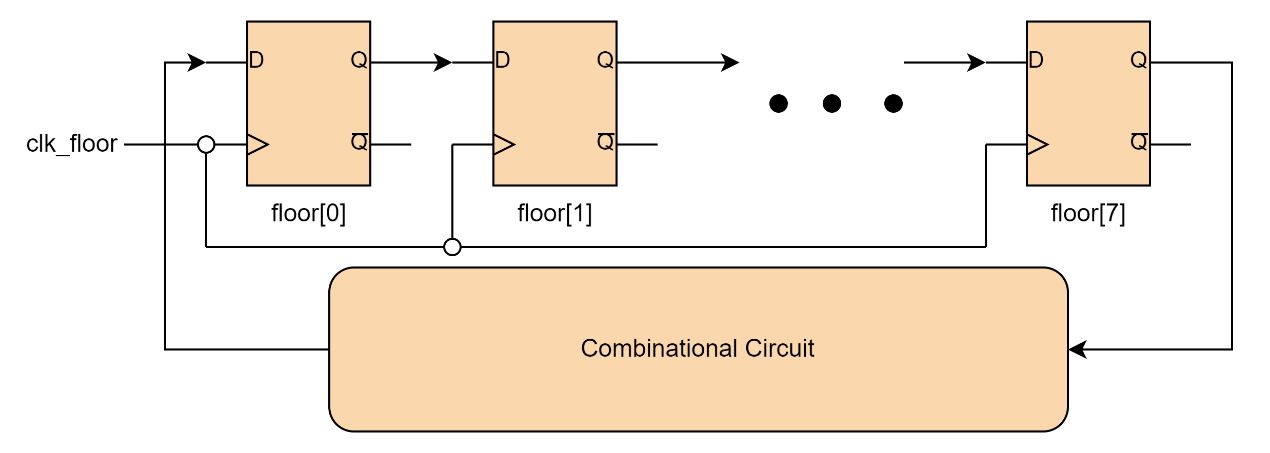 D Q D Q D Q
clk_floor Q̅ Q̅ Q̅
floor[0] floor[1] floor[7]
Combinational Circuit